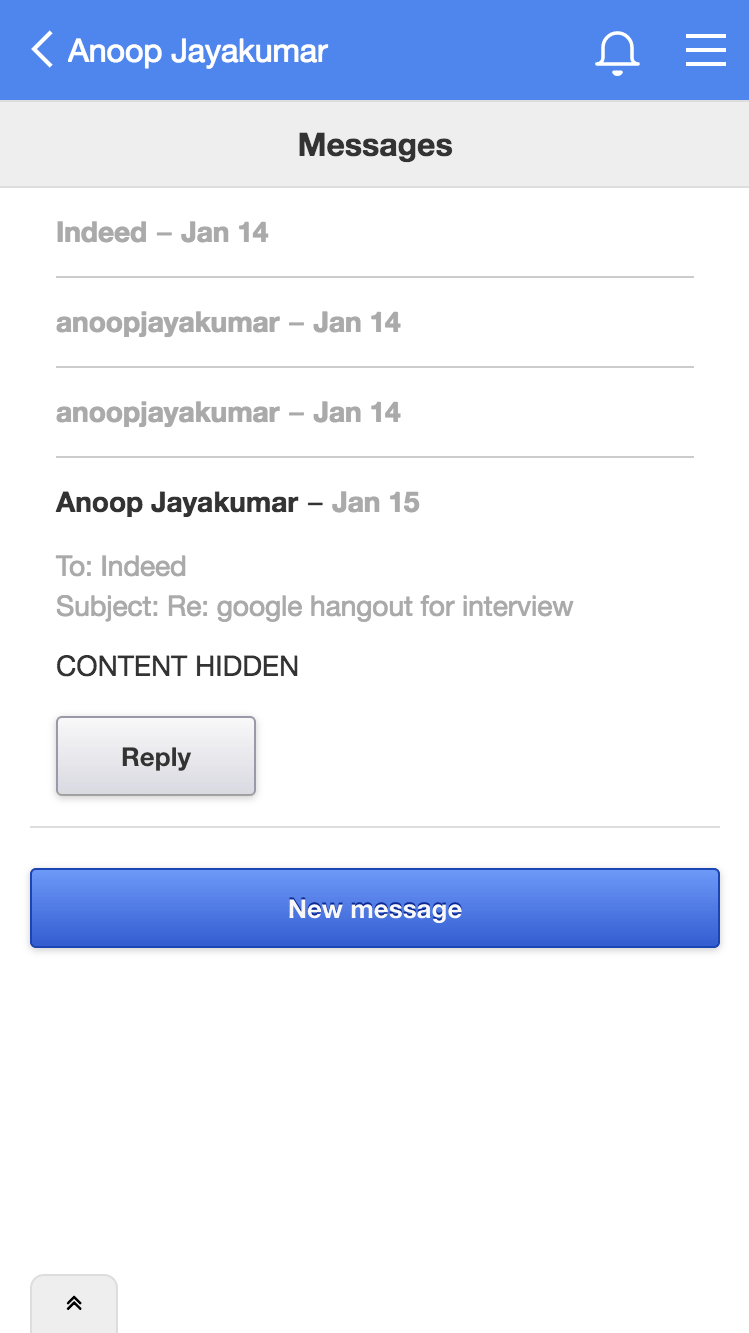 Anoop Jayakumar
Messages
Indeed – Jan 14
anoopjayakumar – Jan 14
anoopjayakumar – Jan 14
Anoop Jayakumar – Jan 15
To: Indeed
Subject: Re: google hangout for interview
CONTENT HIDDEN
Reply
New message